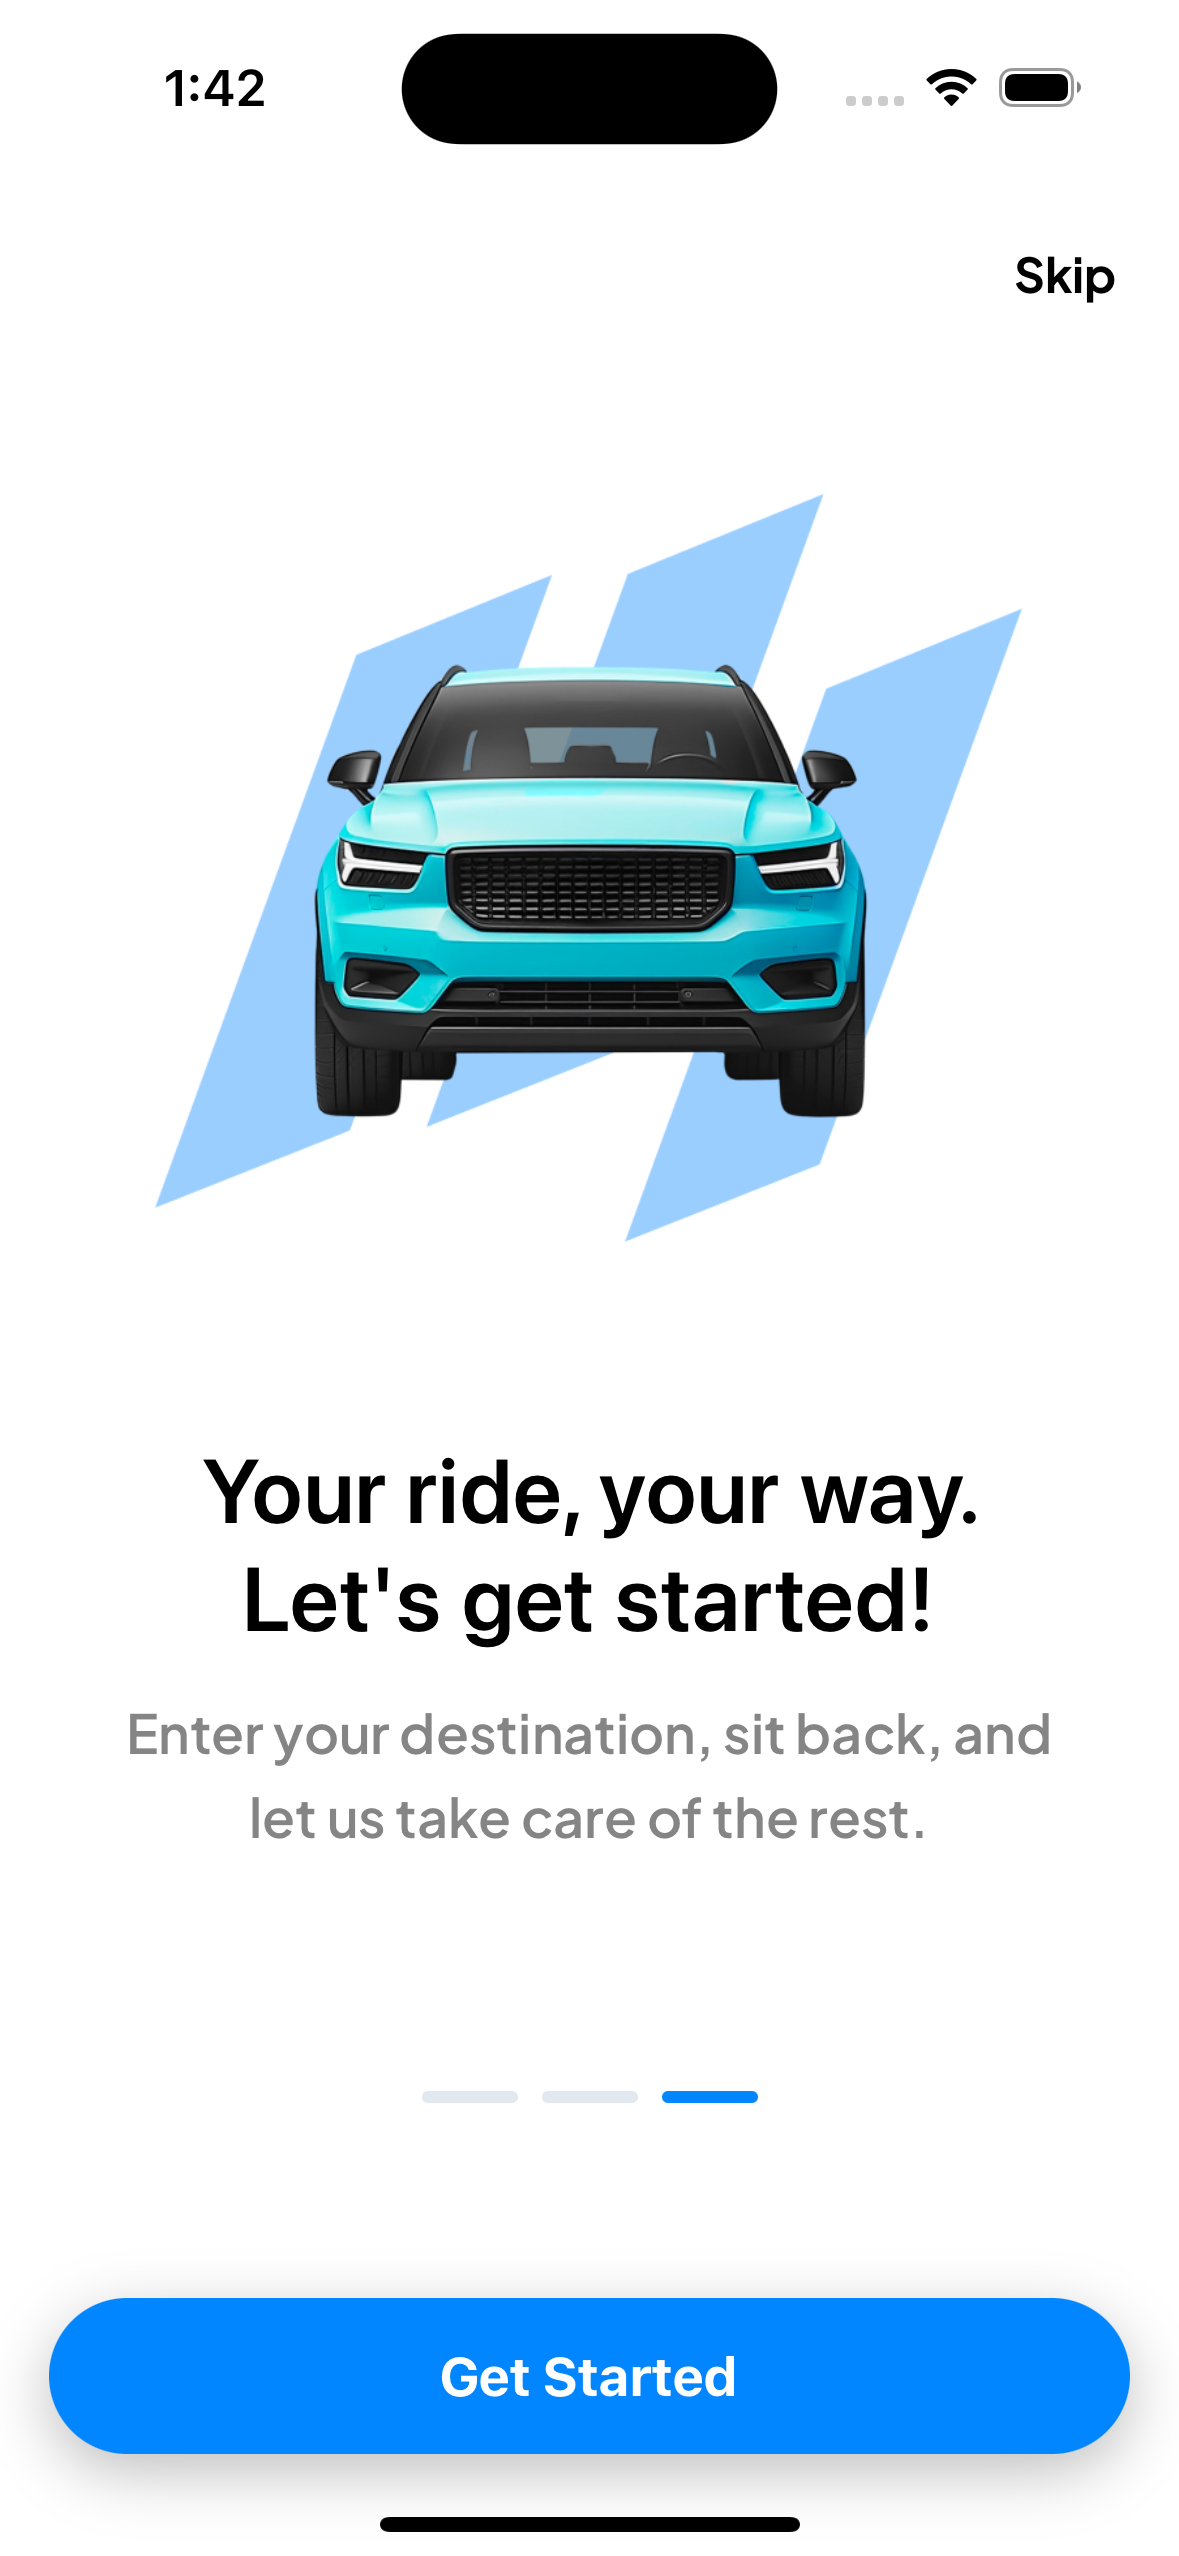 1:42
Skip
Your ride, your way.
Let's get started!
Enter your destination, sit back, and
let us take care of the rest.
Get Started